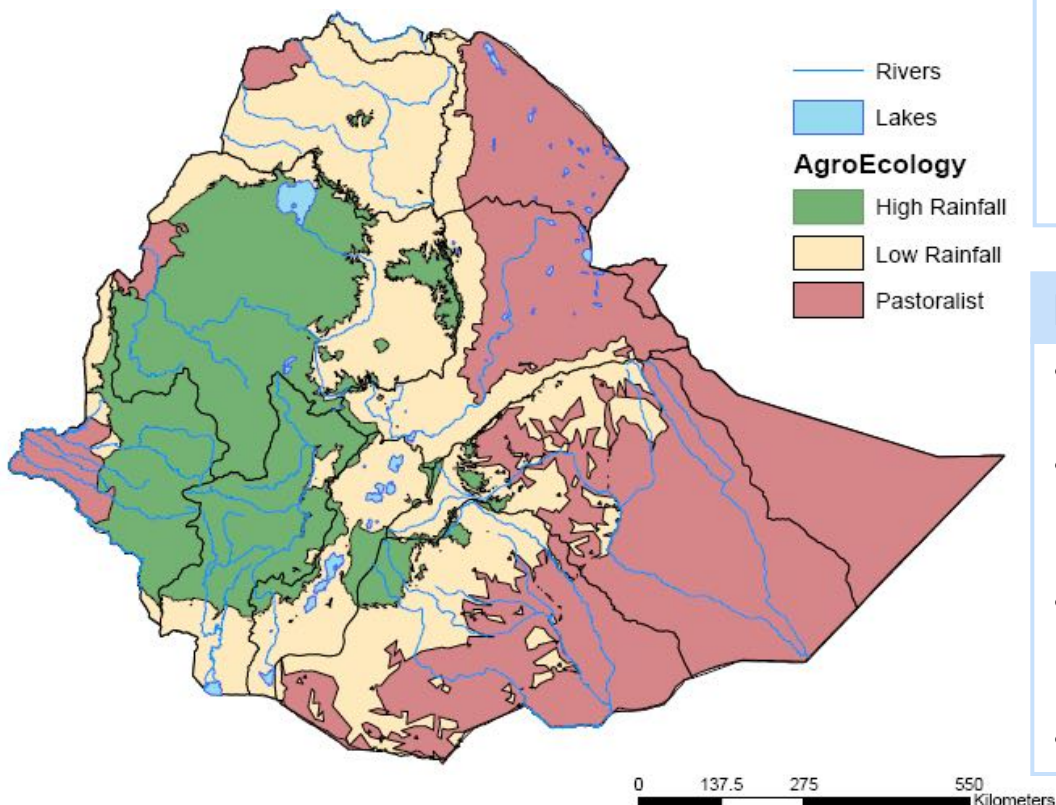 Rivers
Lakes
AgroEcology
High Rainfall
Low Rainfall
Pastoralist
0 137.5 275 550
Kilometers